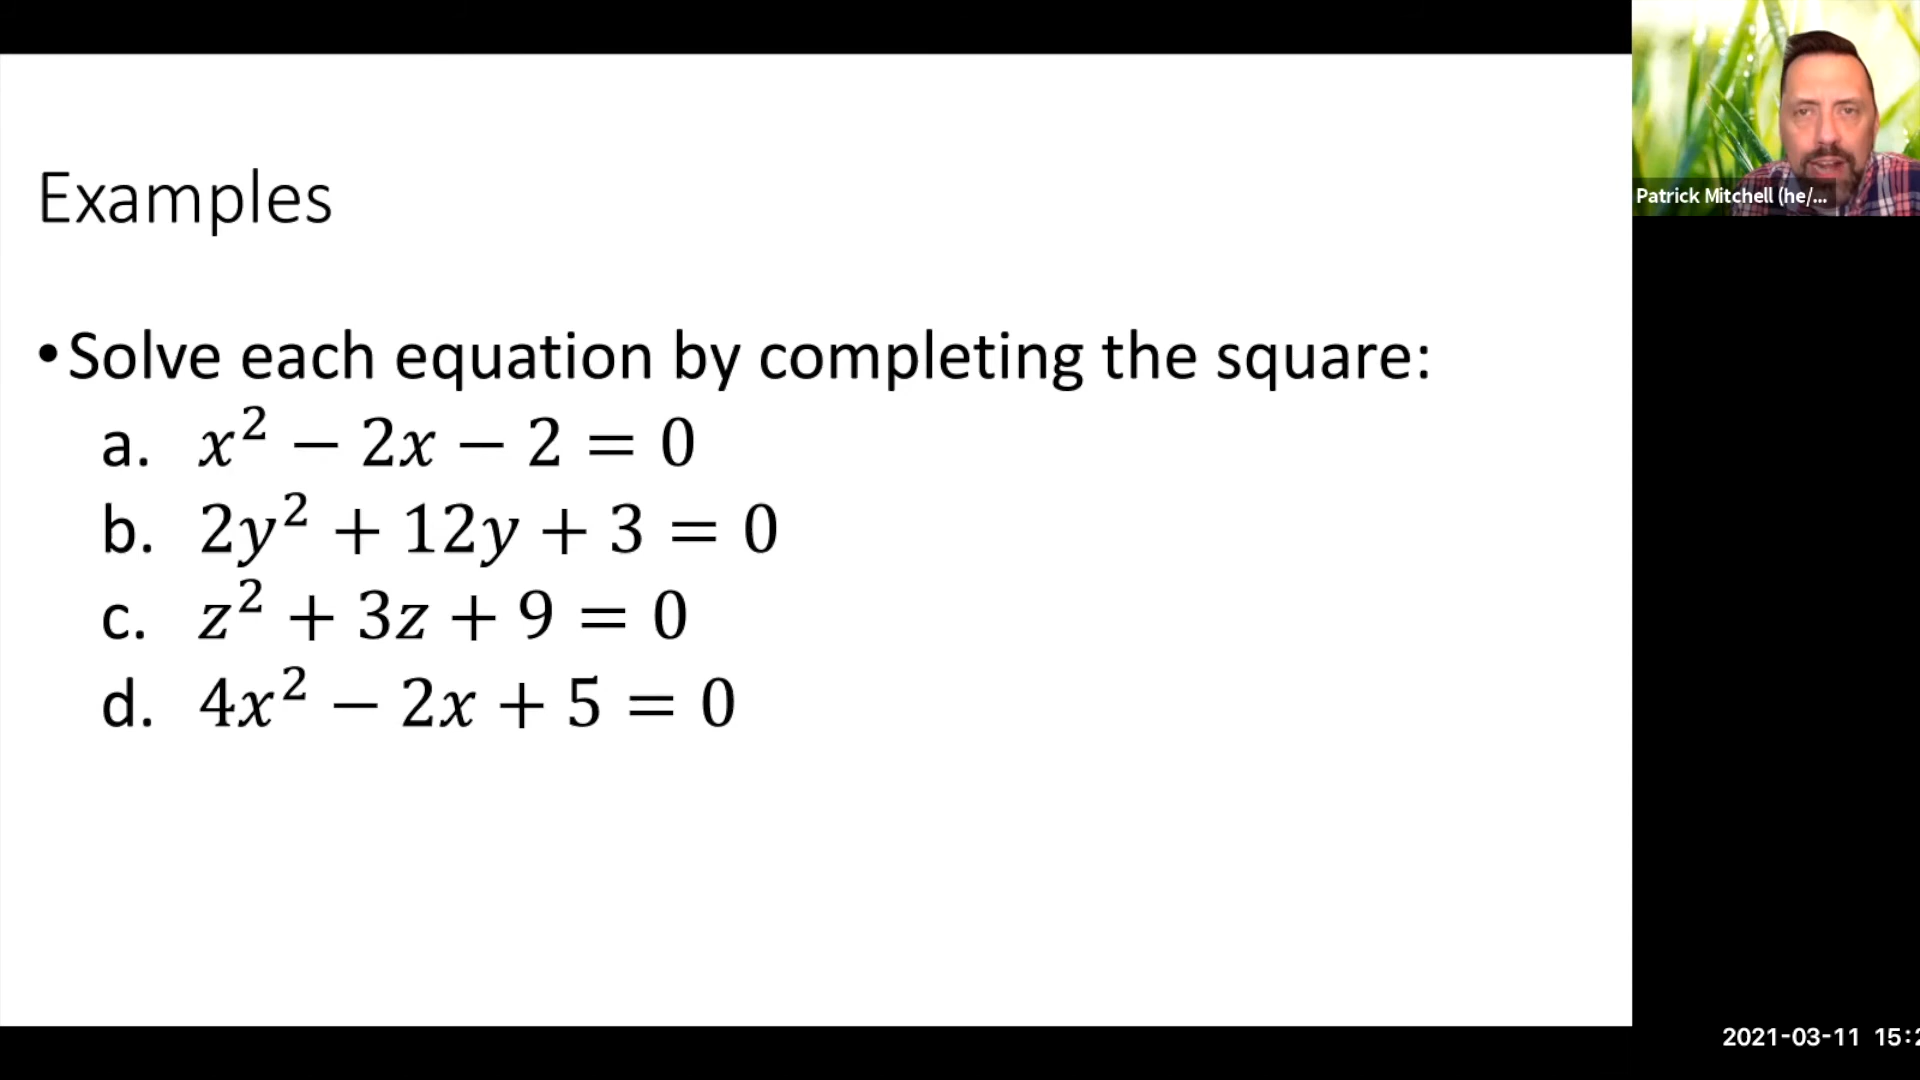 Examples
•Solve each equation by completing the square:
a. x² − 2x − 2 = 0
b. 2y² + 12y + 3 = 0
c. z² + 3z + 9 = 0
d. 4x² − 2x + 5 = 0
Patrick Mitchell (he/...
2021-03-11 15:2